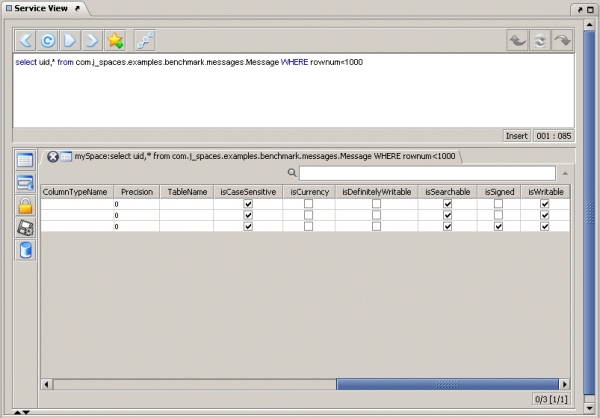 Service View
select uid,* from com.j_spaces.examples.benchmark.messages.Message WHERE rownum<1000
Insert 001 : 085
mySpace:select uid,* from com.j_spaces.examples.benchmark.messages.Message WHERE rownum<1000
ColumnTypeName Precision TableName isCaseSensitive isCurrency isDefinitelyWritable isSearchable isSigned isWritable
0
0
0
0/3 [1/1]